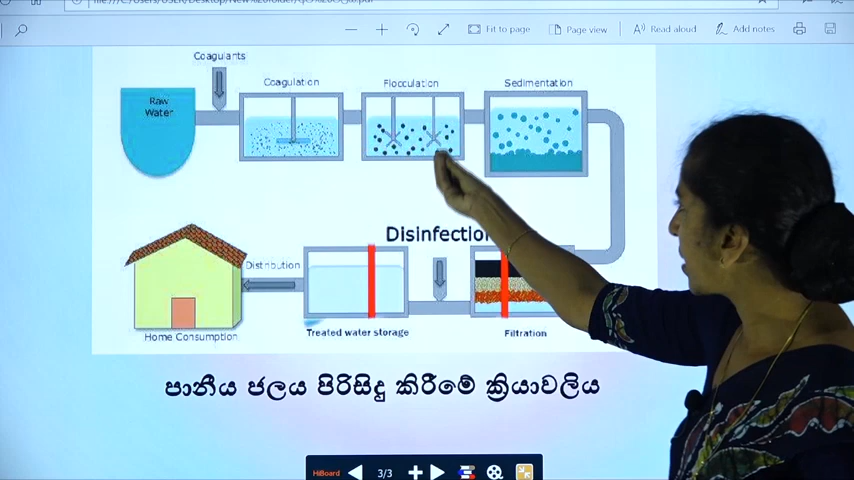 Fit to page
Page view
Read aloud
Add notes
Coagulants
Coagulation
Flocculation
Sedimentation
Raw
Water
Disinfection
Distribution
Home Consumption
Treated water storage
Filtration
පානීය ජලය පිරිසිදු කිරීමේ ක්‍රියාවලිය
HiBoard
3/3